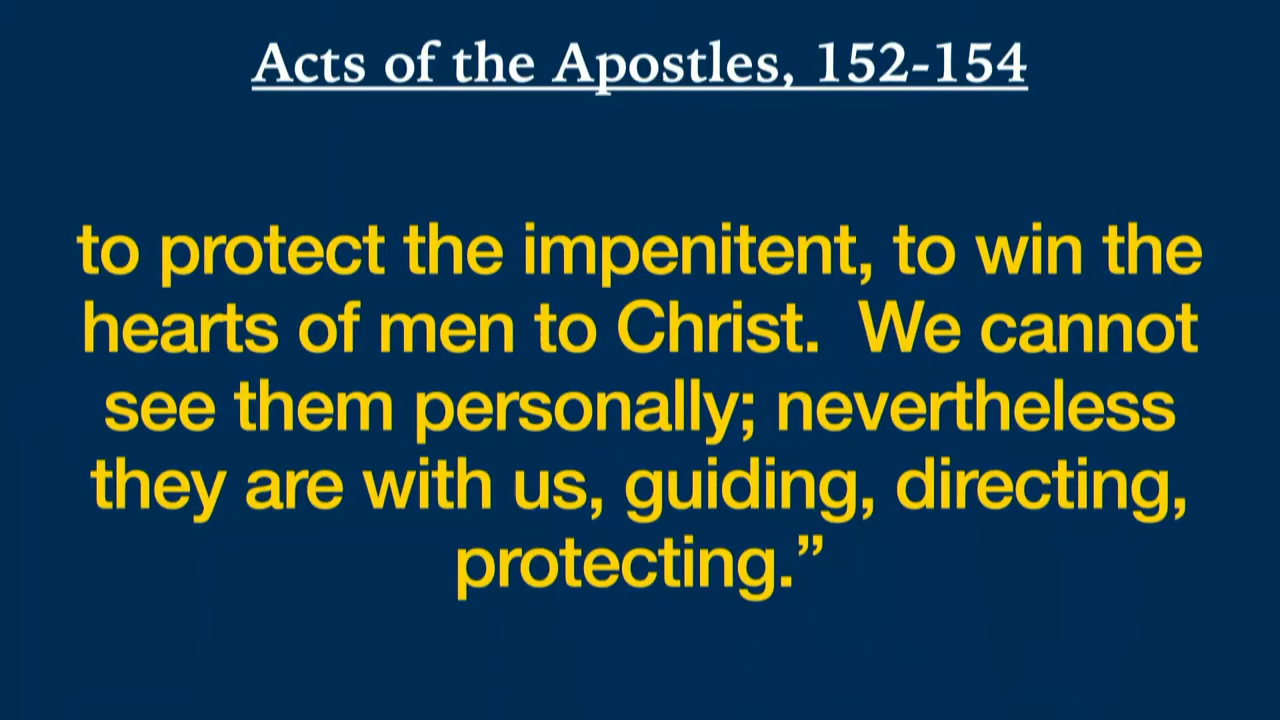 Acts of the Apostles, 152-154
to protect the impenitent, to win the
hearts of men to Christ.  We cannot
see them personally; nevertheless
they are with us, guiding, directing,
protecting.”